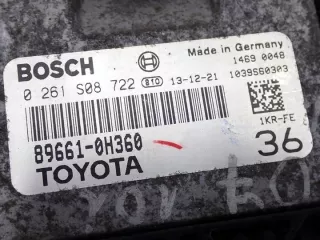 BOSCH
Made in Germany
1469 0048
0 261 S08 722 810 13-12-21
1039S60303
89661-0H360
1KR-FE
TOYOTA
36